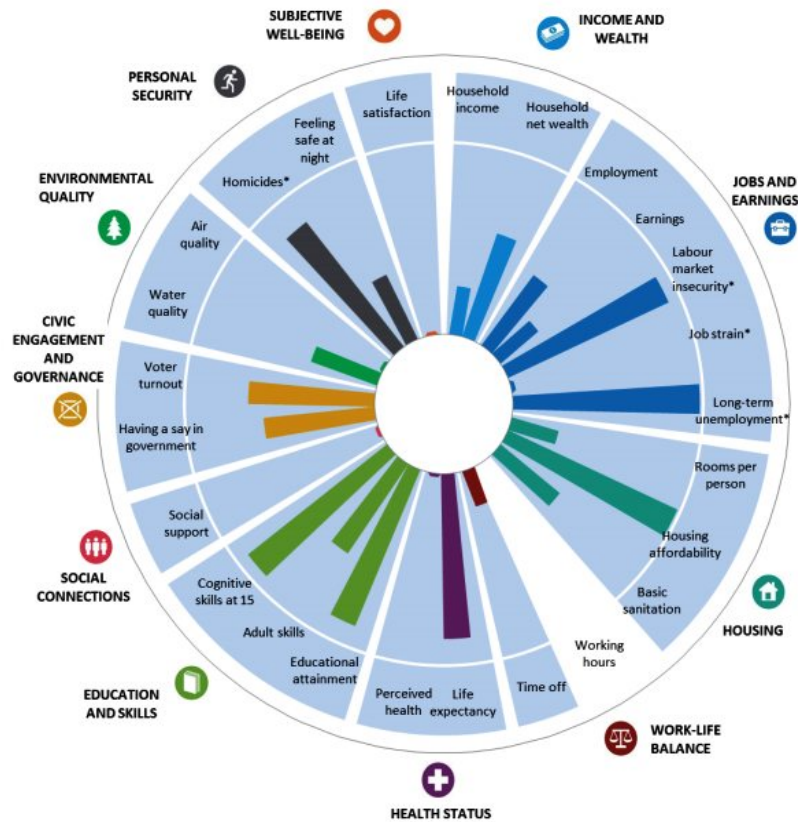 SUBJECTIVE
WELL-BEING
INCOME AND
WEALTH
PERSONAL
SECURITY
Life
satisfaction
Household
income
Household
net wealth
Feeling
safe at
night
Homicides*
Employment
ENVIRONMENTAL
QUALITY
JOBS AND
EARNINGS
Air
quality
Earnings
Labour
market
insecurity*
Water
quality
Job strain*
CIVIC
ENGAGEMENT
AND
GOVERNANCE
Voter
turnout
Long-term
unemployment*
Having a say in
government
Rooms per
person
Social
support
Housing
affordability
SOCIAL
CONNECTIONS
Cognitive
skills at 15
Basic
sanitation
Adult skills
HOUSING
Educational
attainment
Working
hours
EDUCATION
AND SKILLS
Perceived
health
Life
expectancy
Time off
WORK-LIFE
BALANCE
HEALTH STATUS